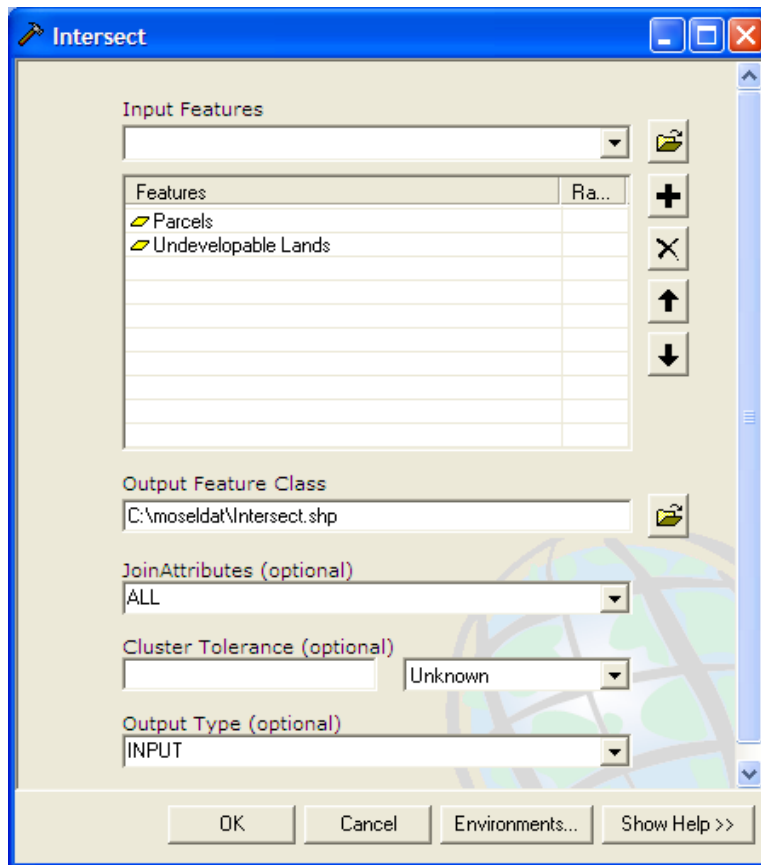 Intersect
Input Features
Features Ra...
Parcels
Undevelopable Lands
Output Feature Class
C:\moseldat\Intersect.shp
JoinAttributes (optional)
ALL
Cluster Tolerance (optional)
Unknown
Output Type (optional)
INPUT
OK Cancel Environments... Show Help >>